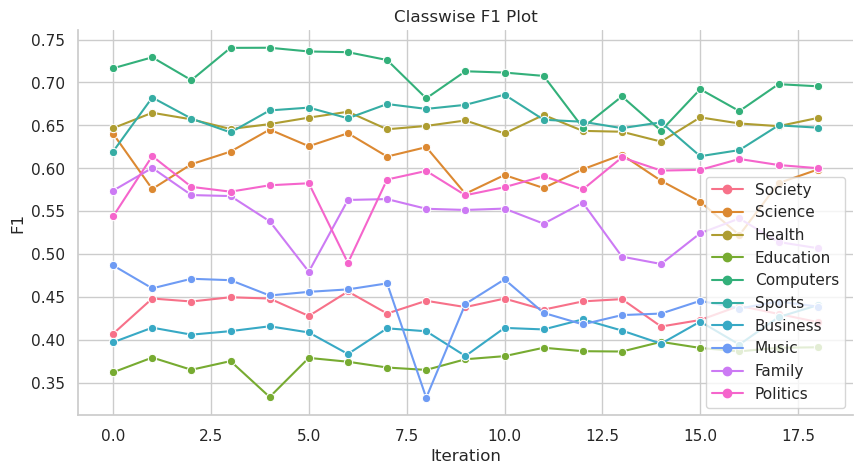 Classwise F1 Plot
F1
0.75
0.70
0.65
0.60
0.55
0.50
0.45
0.40
0.35
0.0 2.5 5.0 7.5 10.0 12.5 15.0 17.5
Iteration
Society
Science
Health
Education
Computers
Sports
Business
Music
Family
Politics